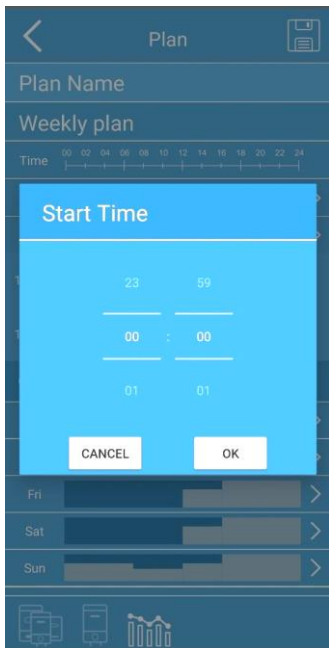 Plan
Plan Name
Weekly plan
Time 00 02 04 06 08 10 12 14 16 18 20 22 24
Start Time
23 59
00 : 00
01 01
CANCEL OK
Fri
Sat
Sun